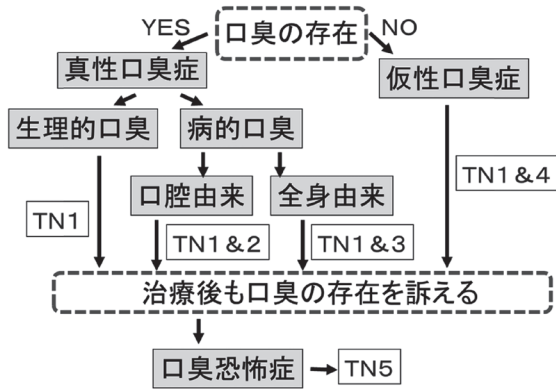 口臭の存在
YES
NO
真性口臭症
仮性口臭症
生理的口臭
病的口臭
口腔由来
全身由来
TN1
TN1&2
TN1&3
TN1&4
治療後も口臭の存在を訴える
口臭恐怖症
TN5